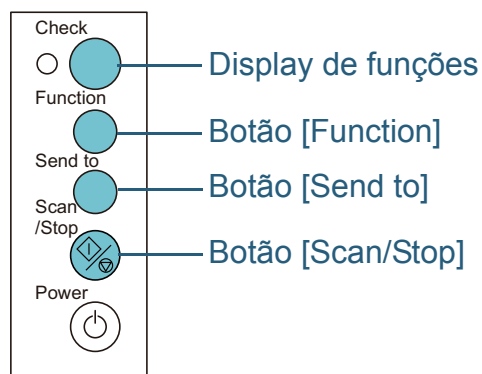 Check
Display de funções
Function
Botão [Function]
Send to
Botão [Send to]
Scan
/Stop
Botão [Scan/Stop]
Power